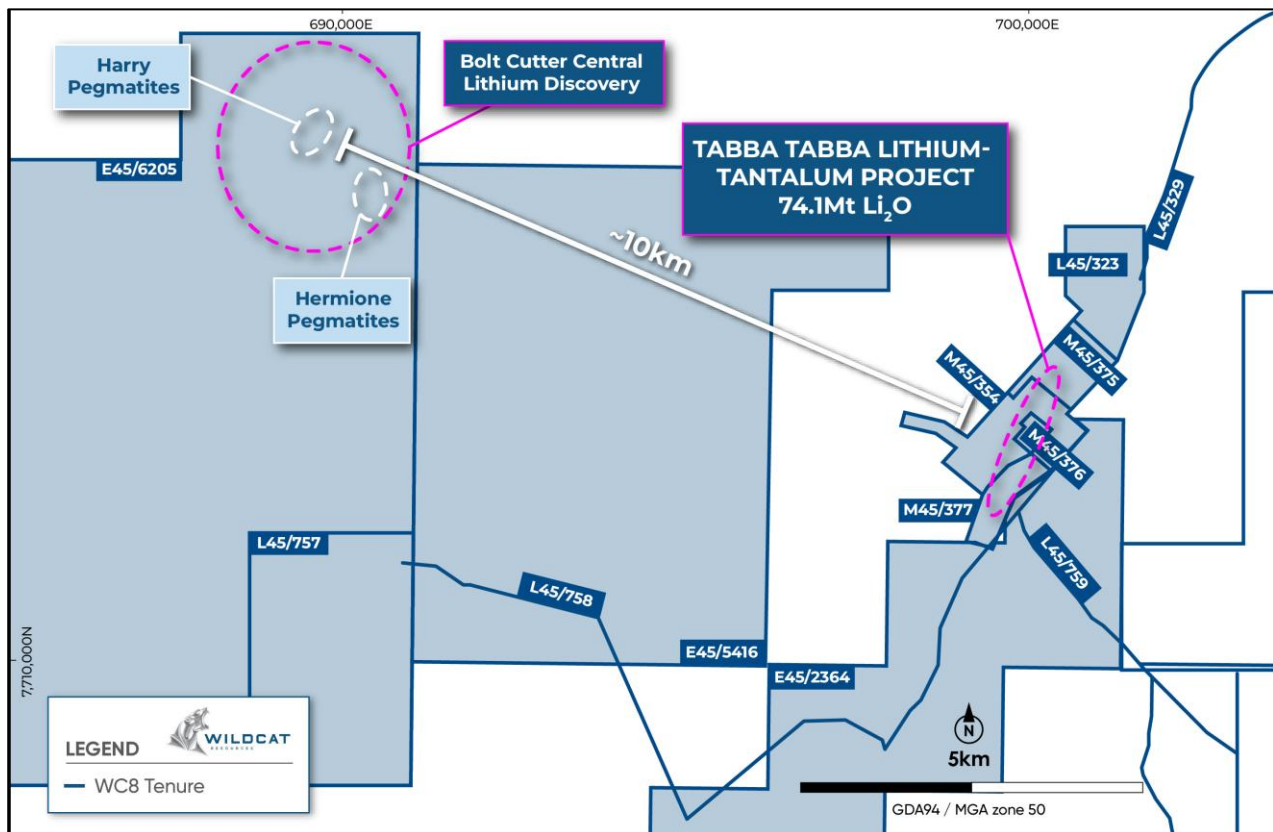 690,000E
700,000E
Harry
Pegmatites
Bolt Cutter Central
Lithium Discovery
TABBA TABBA LITHIUM-
TANTALUM PROJECT
74.1Mt Li₂O
E45/6205
L45/329
~10km
L45/323
Hermione
Pegmatites
M45/375
M45/354
M45/376
M45/377
L45/757
L45/758
L45/759
7,710,000N
E45/5416
E45/2364
LEGEND
WILDCAT
RESOURCES
WC8 Tenure
N
5km
GDA94 / MGA zone 50